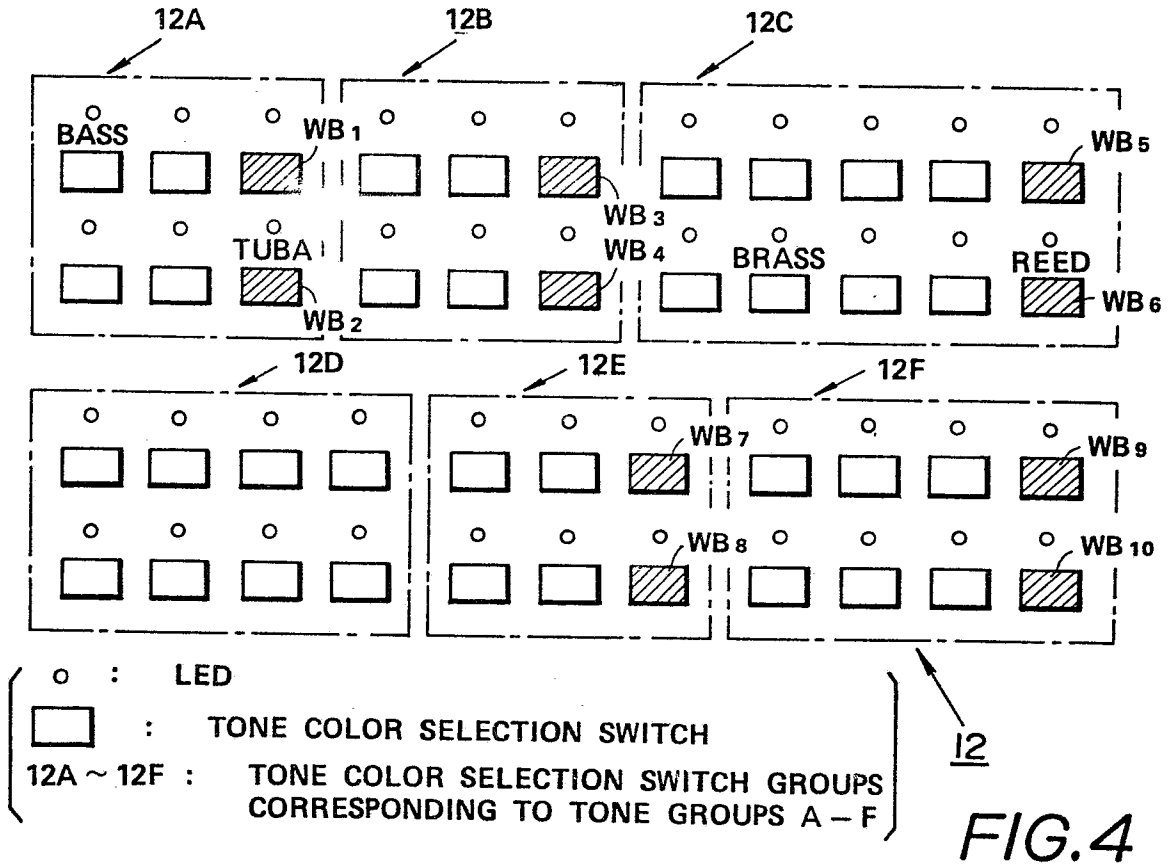 12A 12B 12C
BASS WB1 WB5
WB3
TUBA WB4 BRASS REED
WB2 WB6
12D 12E 12F
WB7 WB9
WB8 WB10
○ : LED
: TONE COLOR SELECTION SWITCH
12A ~ 12F : TONE COLOR SELECTION SWITCH GROUPS
CORRESPONDING TO TONE GROUPS A – F
12
FIG.4